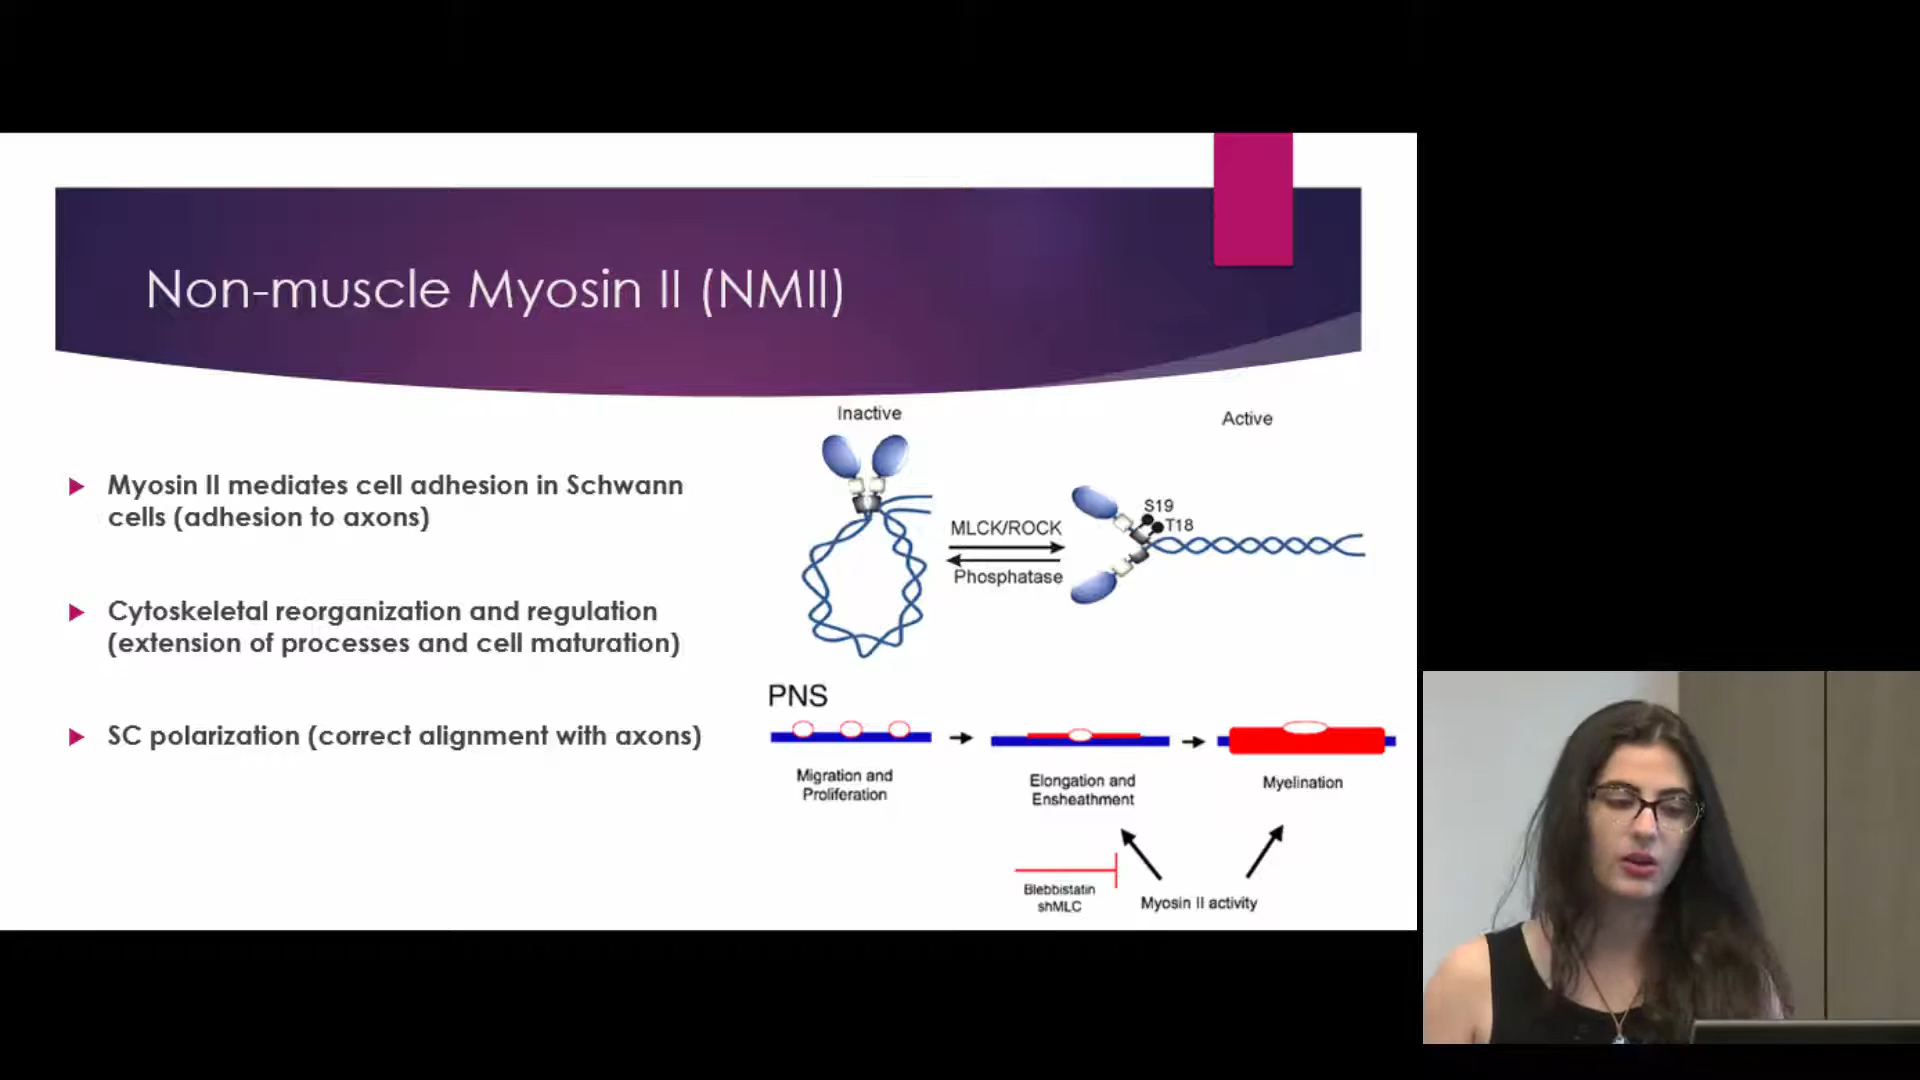 Non-muscle Myosin II (NMII)
Myosin II mediates cell adhesion in Schwann
cells (adhesion to axons)
Cytoskeletal reorganization and regulation
(extension of processes and cell maturation)
SC polarization (correct alignment with axons)
Inactive
Active
MLCK/ROCK
Phosphatase
S19
T18
PNS
Migration and
Proliferation
Elongation and
Ensheathment
Myelination
Blebbistatin
shMLC
Myosin II activity